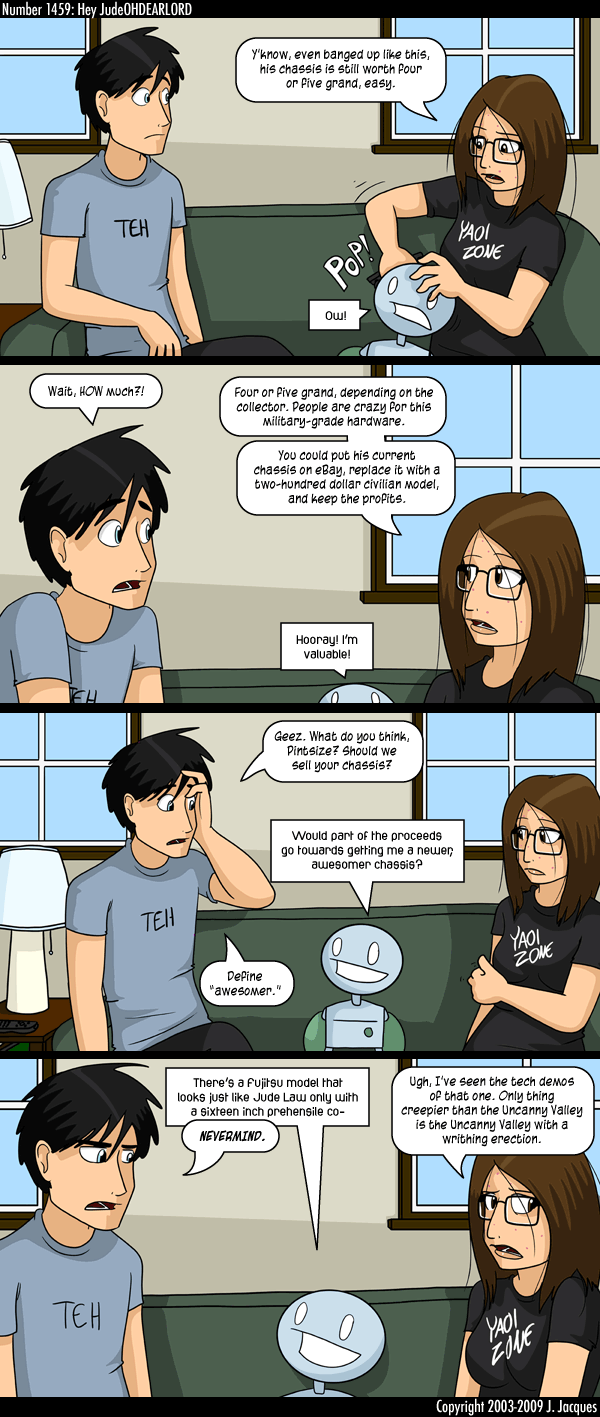 Number 1459: Hey JudeOHDEARLORD
Y'know, even banged up like this,
his chassis is still worth four
or five grand, easy.
TEH
YAOI
ZONE
POP!
Ow!
Wait, HOW much?!
Four or five grand, depending on the
collector. People are crazy for this
military-grade hardware.
You could put his current
chassis on eBay, replace it with a
two-hundred dollar civilian model,
and keep the profits.
Hooray! I'm
valuable!
TEH
Geez. What do you think,
Pintsize? Should we
sell your chassis?
Would part of the proceeds
go towards getting me a newer,
awesomer chassis?
TEH
YAOI
ZONE
Define
"awesomer."
There's a Fujitsu model that
looks just like Jude Law only with
a sixteen inch prehensile co-
NEVERMIND.
Ugh, I've seen the tech demos
of that one. Only thing
creepier than the Uncanny Valley
is the Uncanny Valley with a
writhing erection.
TEH
YAOI
ZONE
Copyright 2003-2009 J. Jacques